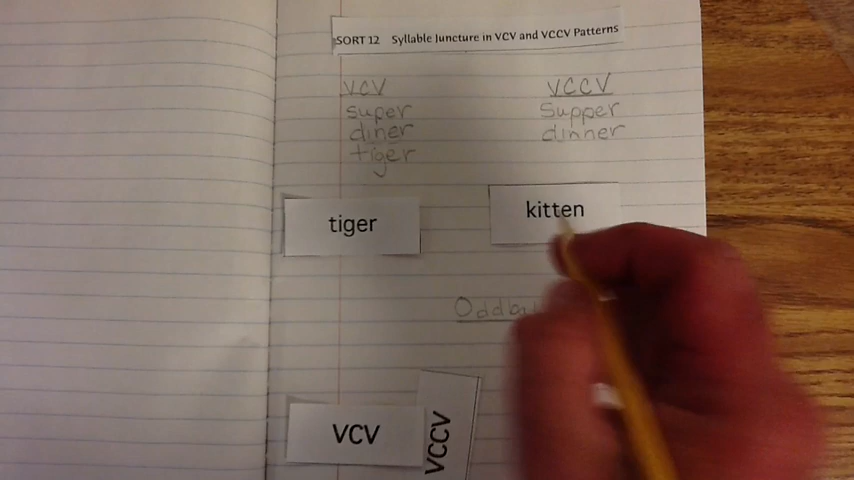 SORT 12 Syllable Juncture in VCV and VCCV Patterns
VCV VCCV
super supper
diner dinner
tiger
tiger kitten
VCV
VCCV